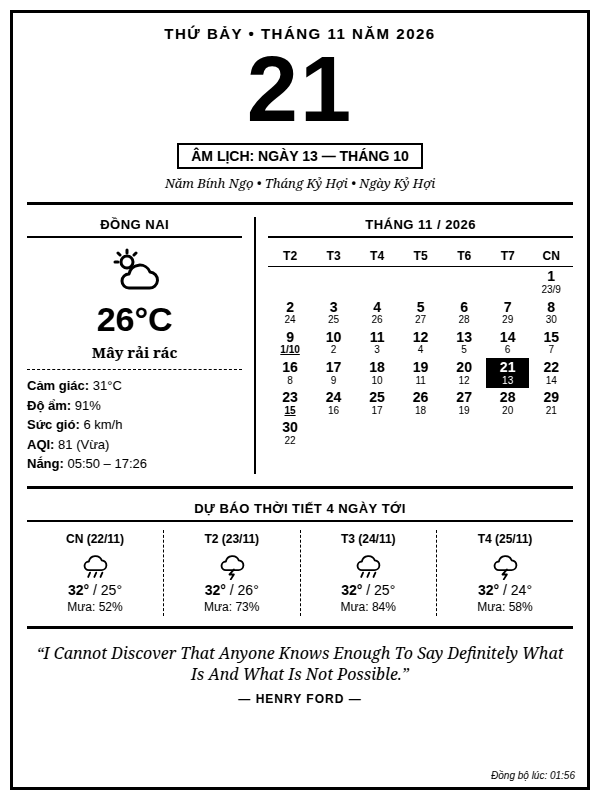 THỨ BẢY • THÁNG 11 NĂM 2026
21
ÂM LỊCH: NGÀY 13 — THÁNG 10
Năm Bính Ngọ • Tháng Kỷ Hợi • Ngày Kỷ Hợi
ĐỒNG NAI
26°C
Mây rải rác
Cảm giác: 31°C
Độ ẩm: 91%
Sức gió: 6 km/h
AQI: 81 (Vừa)
Nắng: 05:50 – 17:26
THÁNG 11 / 2026
T2 T3 T4 T5 T6 T7 CN
1
23/9
2 3 4 5 6 7 8
24 25 26 27 28 29 30
9 10 11 12 13 14 15
1/10 2 3 4 5 6 7
16 17 18 19 20 21 22
8 9 10 11 12 13 14
23 24 25 26 27 28 29
15 16 17 18 19 20 21
30
22
DỰ BÁO THỜI TIẾT 4 NGÀY TỚI
CN (22/11) T2 (23/11) T3 (24/11) T4 (25/11)
32° / 25° 32° / 26° 32° / 25° 32° / 24°
Mưa: 52% Mưa: 73% Mưa: 84% Mưa: 58%
“I Cannot Discover That Anyone Knows Enough To Say Definitely What
Is And What Is Not Possible.”
— HENRY FORD —
Đồng bộ lúc: 01:56